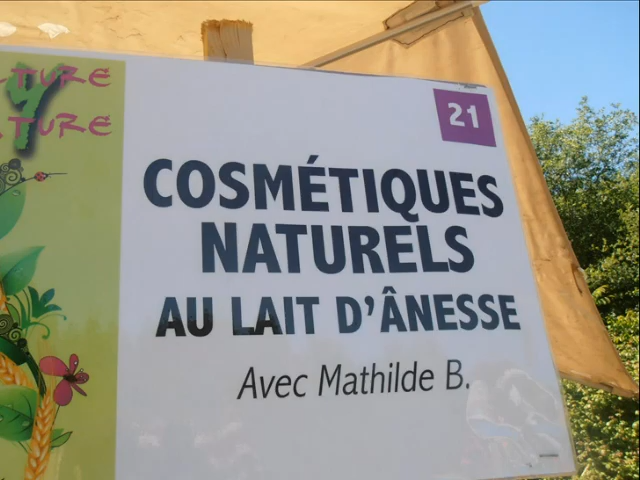 21
COSMÉTIQUES
NATURELS
AU LAIT D'ÂNESSE
Avec Mathilde B.